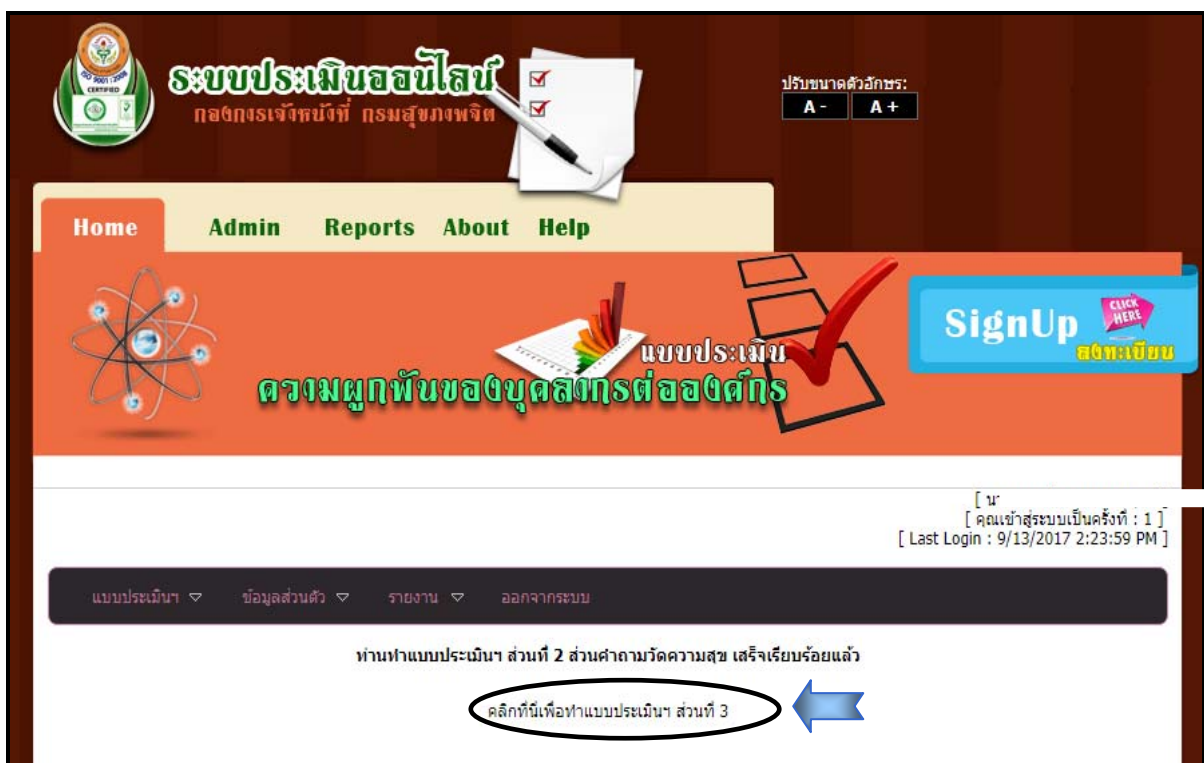 ISO 9001 : 2008
CERTIFIED
ระบบประเมินออนไลน์
กองการเจ้าหน้าที่ กรมสุขภาพจิต
ปรับขนาดตัวอักษร:
A - A +
Home Admin Reports About Help
SignUp CLICK HERE
ลงทะเบียน
แบบประเมิน
ความผูกพันของบุคลากรต่อองค์กร
[ คุณเข้าสู่ระบบเป็นครั้งที่ : 1 ]
[ Last Login : 9/13/2017 2:23:59 PM ]
แบบประเมินฯ ข้อมูลส่วนตัว รายงาน ออกจากระบบ
ท่านทำแบบประเมินฯ ส่วนที่ 2 ส่วนคำถามวัดความสุข เสร็จเรียบร้อยแล้ว
คลิกที่นี่เพื่อทำแบบประเมินฯ ส่วนที่ 3